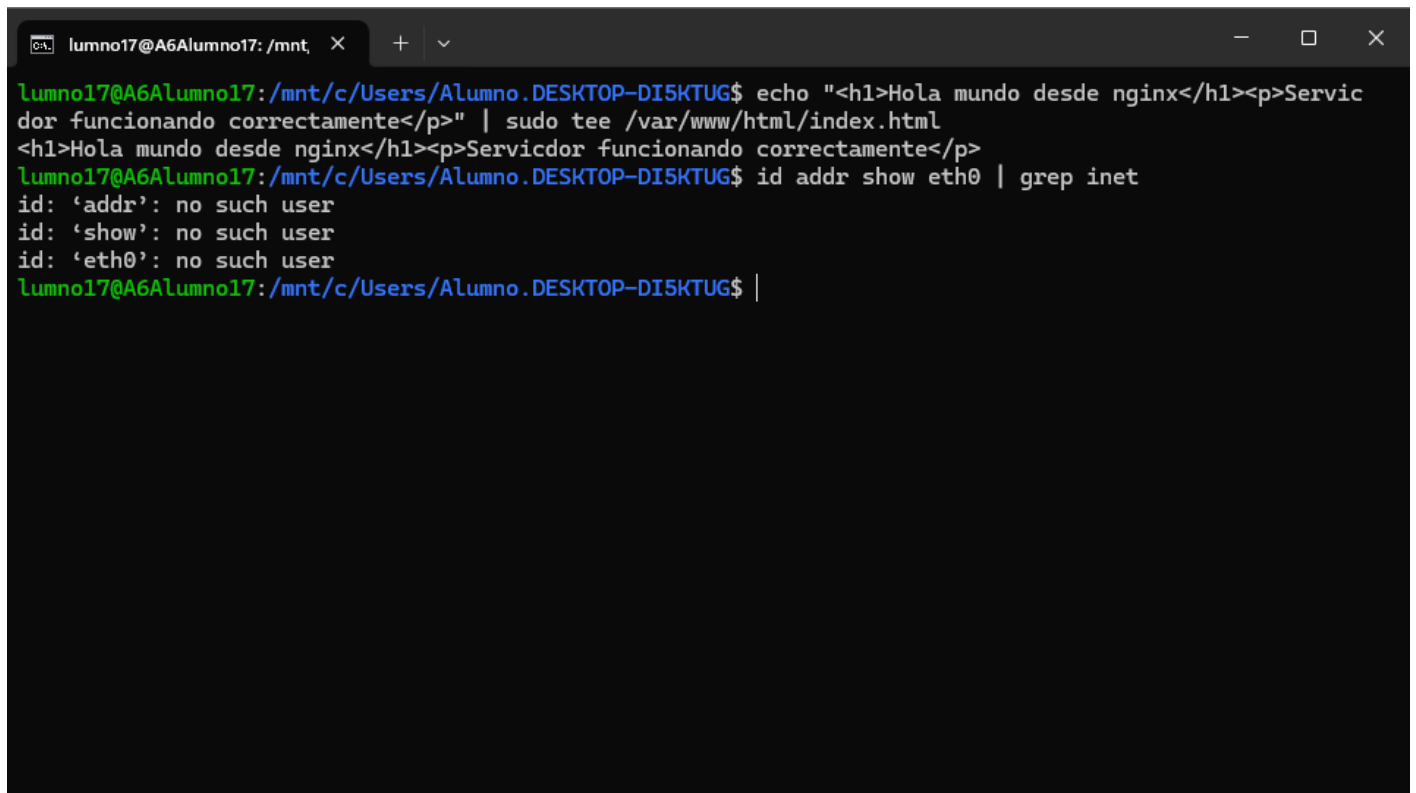 lumno17@A6Alumno17: /mnt,
lumno17@A6Alumno17:/mnt/c/Users/Alumno.DESKTOP-DI5KTUG$ echo "<h1>Hola mundo desde nginx</h1><p>Servic
dor funcionando correctamente</p>" | sudo tee /var/www/html/index.html
<h1>Hola mundo desde nginx</h1><p>Servicdor funcionando correctamente</p>
lumno17@A6Alumno17:/mnt/c/Users/Alumno.DESKTOP-DI5KTUG$ id addr show eth0 | grep inet
id: ‘addr’: no such user
id: ‘show’: no such user
id: ‘eth0’: no such user
lumno17@A6Alumno17:/mnt/c/Users/Alumno.DESKTOP-DI5KTUG$